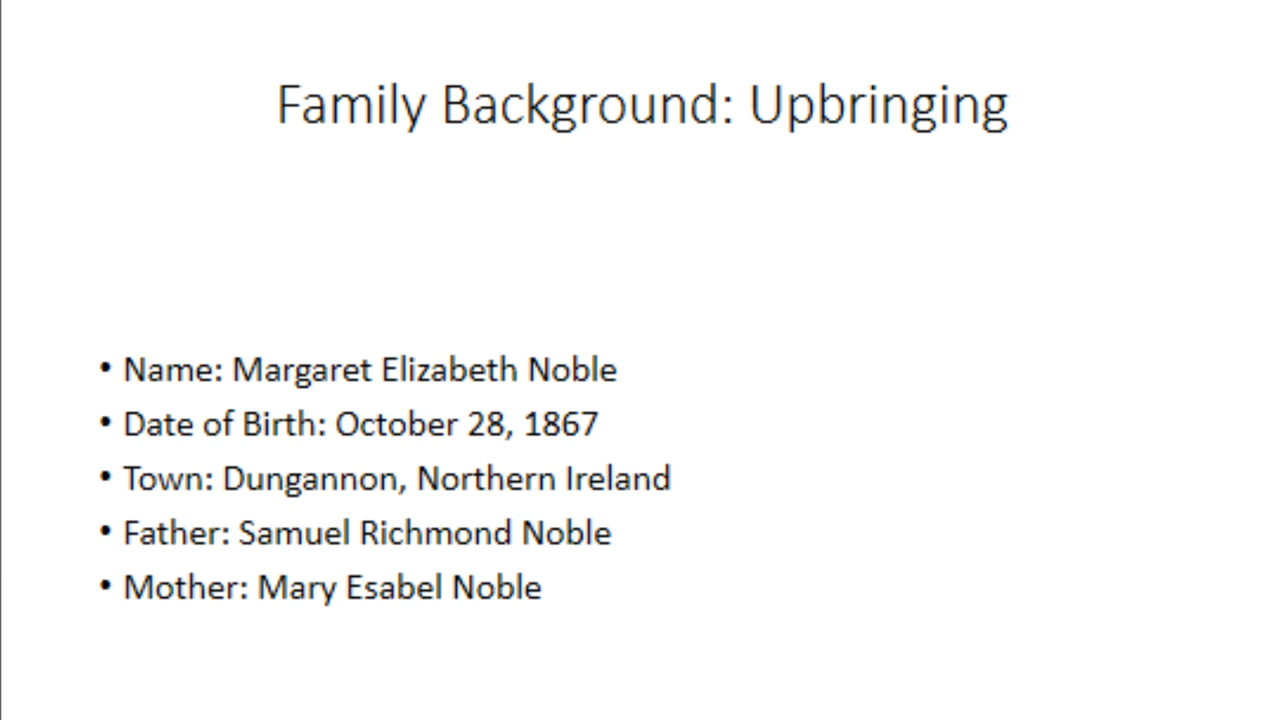 Family Background: Upbringing
• Name: Margaret Elizabeth Noble
• Date of Birth: October 28, 1867
• Town: Dungannon, Northern Ireland
• Father: Samuel Richmond Noble
• Mother: Mary Esabel Noble